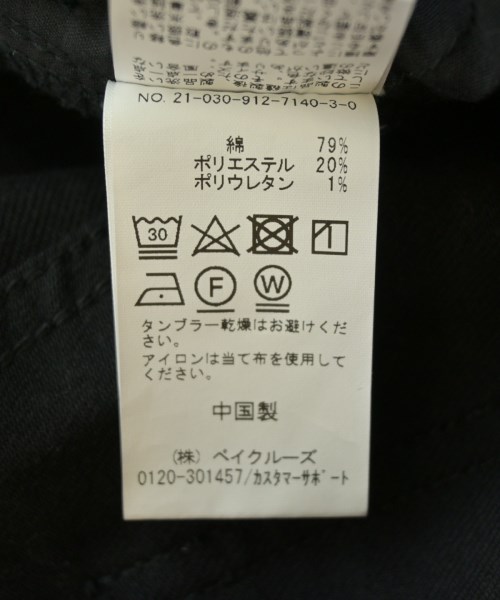 NO. 21-030-912-7140-3-0
綿 79%
ポリエステル 20%
ポリウレタン 1%
30
F
W
タンブラー乾燥はお避けくだ
さい。
アイロンは当て布を使用して
ください。
中国製
(株) ベイクルーズ
0120-301457/カスタマーサポート